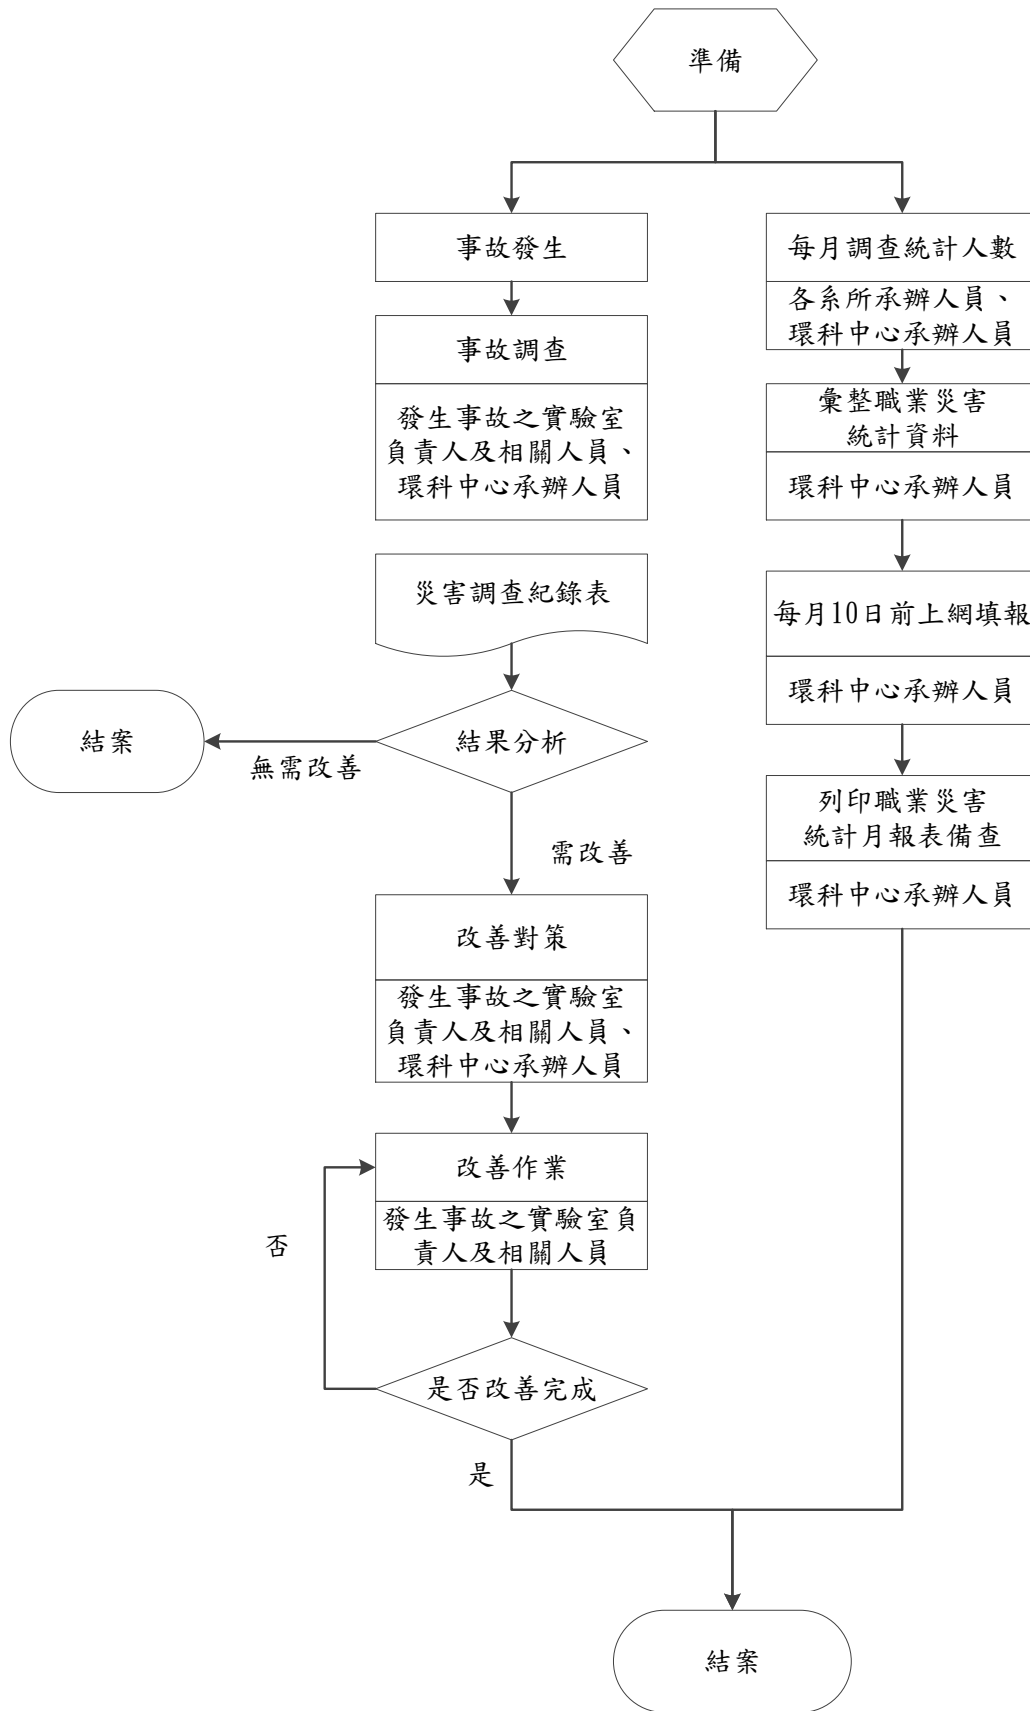 準備
事故發生
事故調查
發生事故之實驗室
負責人及相關人員、
環科中心承辦人員
災害調查紀錄表
結果分析
結案
無需改善
需改善
改善對策
發生事故之實驗室
負責人及相關人員、
環科中心承辦人員
改善作業
發生事故之實驗室負
責人及相關人員
否
是否改善完成
是
每月調查統計人數
各系所承辦人員、
環科中心承辦人員
彙整職業災害
統計資料
環科中心承辦人員
每月10日前上網填報
環科中心承辦人員
列印職業災害
統計月報表備查
環科中心承辦人員
結案